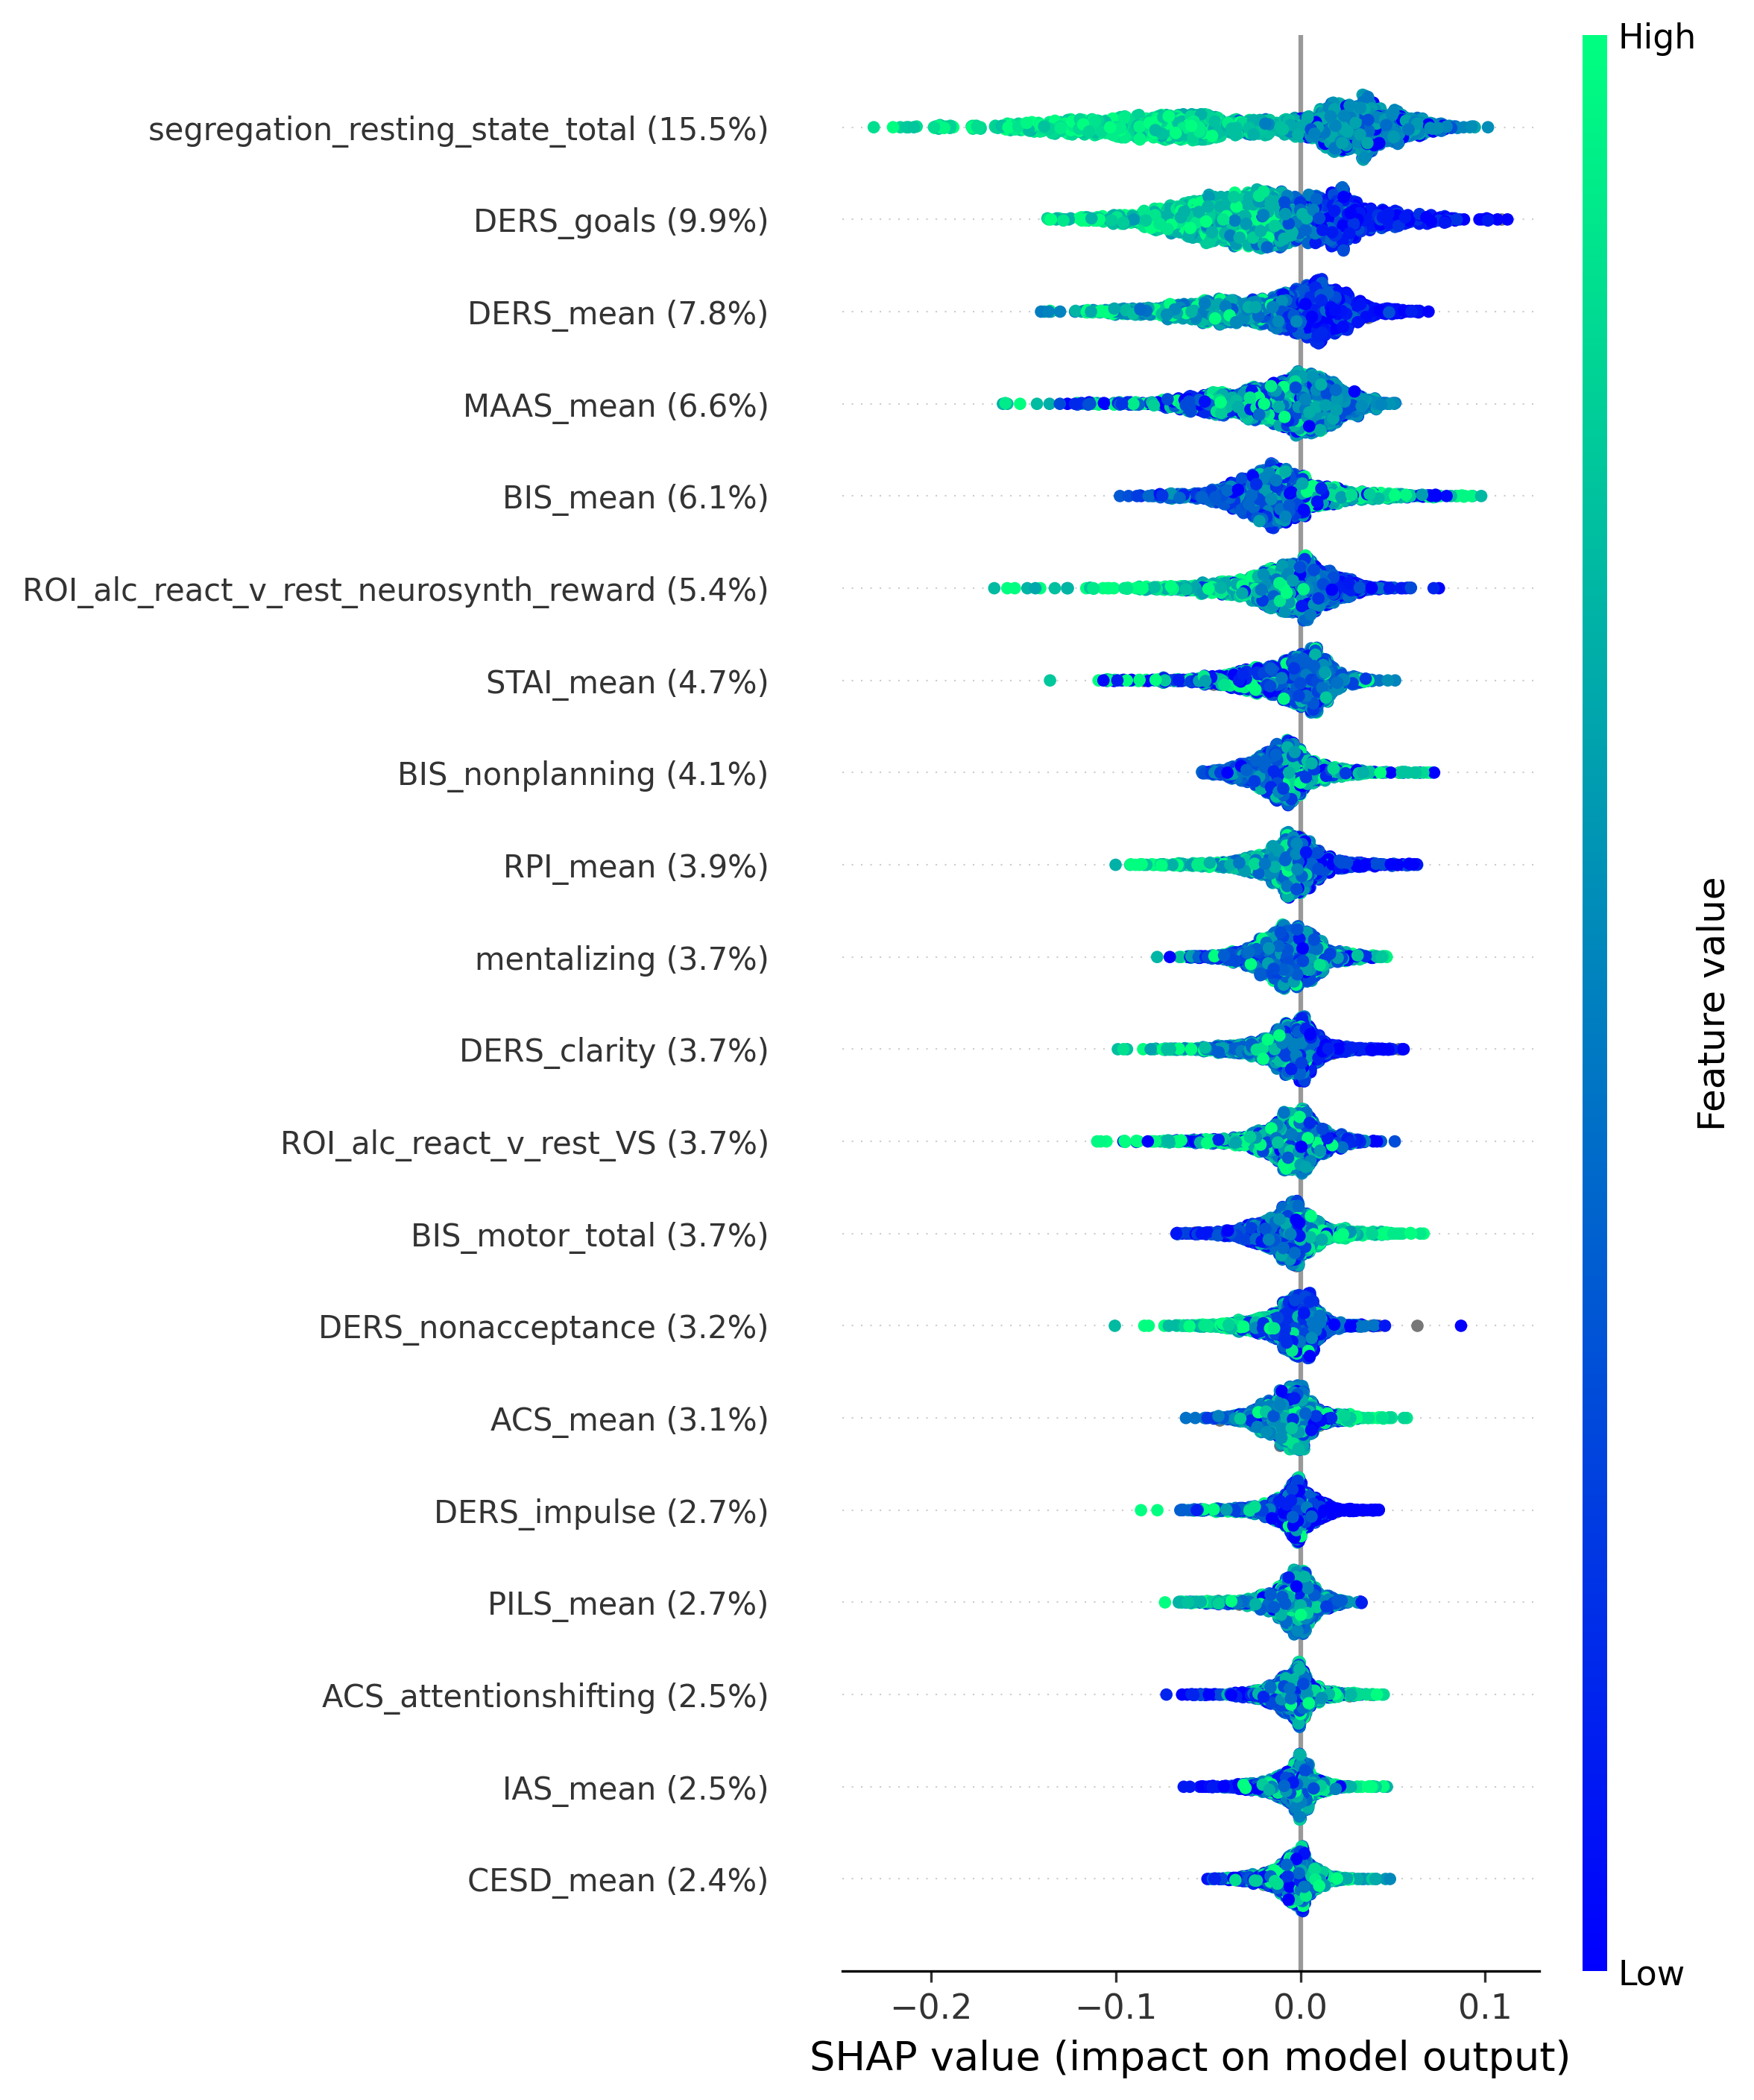 High
segregation_resting_state_total (15.5%)
DERS_goals (9.9%)
DERS_mean (7.8%)
MAAS_mean (6.6%)
BIS_mean (6.1%)
ROI_alc_react_v_rest_neurosynth_reward (5.4%)
STAI_mean (4.7%)
BIS_nonplanning (4.1%)
RPI_mean (3.9%)
mentalizing (3.7%)
DERS_clarity (3.7%)
ROI_alc_react_v_rest_VS (3.7%)
BIS_motor_total (3.7%)
DERS_nonacceptance (3.2%)
ACS_mean (3.1%)
DERS_impulse (2.7%)
PILS_mean (2.7%)
ACS_attentionshifting (2.5%)
IAS_mean (2.5%)
CESD_mean (2.4%)
Feature value
Low
−0.2 −0.1 0.0 0.1
SHAP value (impact on model output)